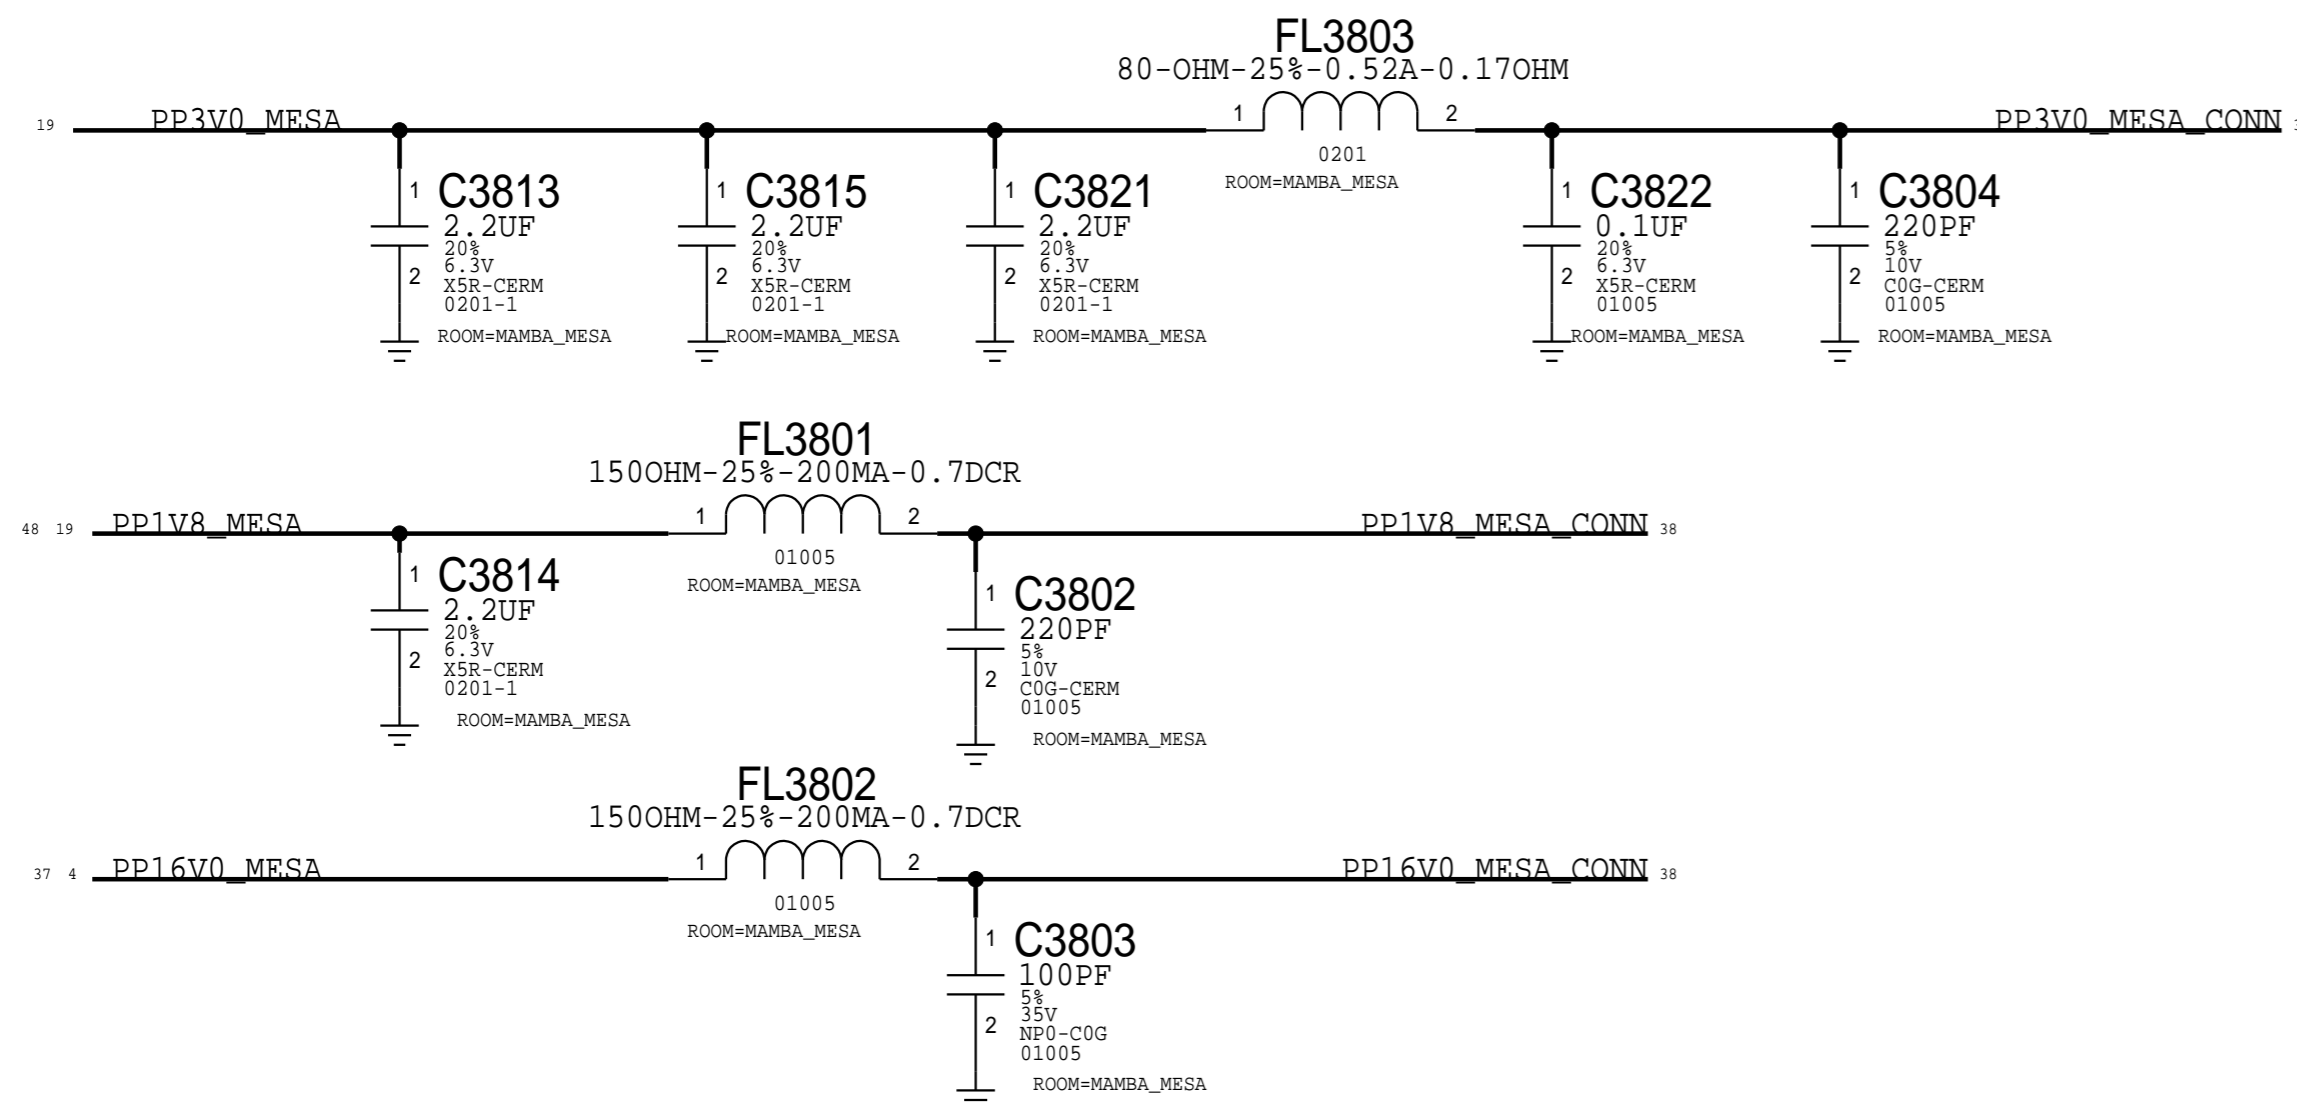 FL3803
80-OHM-25%-0.52A-0.17OHM
19 PP3V0_MESA 1 2 PP3V0_MESA_CONN
0201
ROOM=MAMBA_MESA
1 C3813
2.2UF
20%
6.3V
2 X5R-CERM
0201-1
ROOM=MAMBA_MESA
1 C3815
2.2UF
20%
6.3V
2 X5R-CERM
0201-1
ROOM=MAMBA_MESA
1 C3821
2.2UF
20%
6.3V
2 X5R-CERM
0201-1
ROOM=MAMBA_MESA
1 C3822
0.1UF
20%
6.3V
2 X5R-CERM
01005
ROOM=MAMBA_MESA
1 C3804
220PF
5%
10V
2 C0G-CERM
01005
ROOM=MAMBA_MESA
FL3801
150OHM-25%-200MA-0.7DCR
48 19 PP1V8_MESA 1 2 PP1V8_MESA_CONN 38
01005
ROOM=MAMBA_MESA
1 C3814
2.2UF
20%
6.3V
2 X5R-CERM
0201-1
ROOM=MAMBA_MESA
1 C3802
220PF
5%
10V
2 C0G-CERM
01005
ROOM=MAMBA_MESA
FL3802
150OHM-25%-200MA-0.7DCR
37 4 PP16V0_MESA 1 2 PP16V0_MESA_CONN 38
01005
ROOM=MAMBA_MESA
1 C3803
100PF
5%
35V
2 NP0-C0G
01005
ROOM=MAMBA_MESA